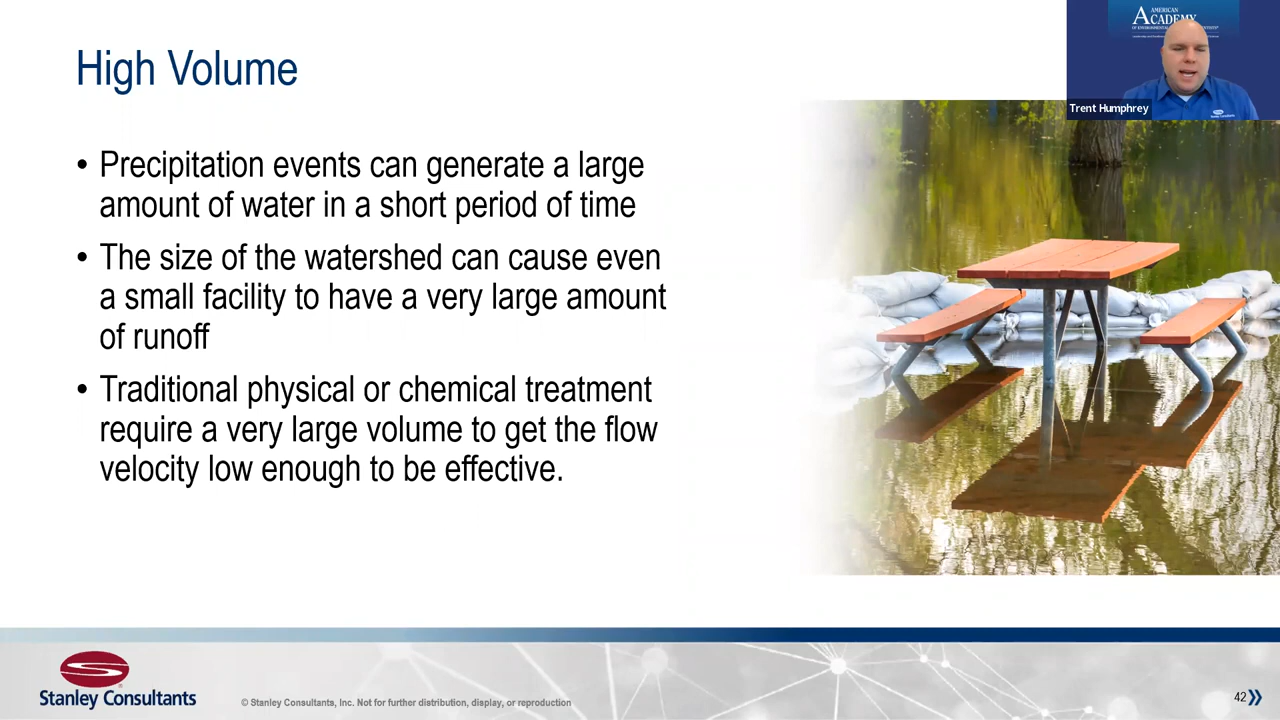 High Volume
• Precipitation events can generate a large
amount of water in a short period of time
• The size of the watershed can cause even
a small facility to have a very large amount
of runoff
• Traditional physical or chemical treatment
require a very large volume to get the flow
velocity low enough to be effective.
AMERICAN
ACADEMY
Trent Humphrey
Stanley Consultants
Stanley Consultants
© Stanley Consultants, Inc. Not for further distribution, display, or reproduction
42